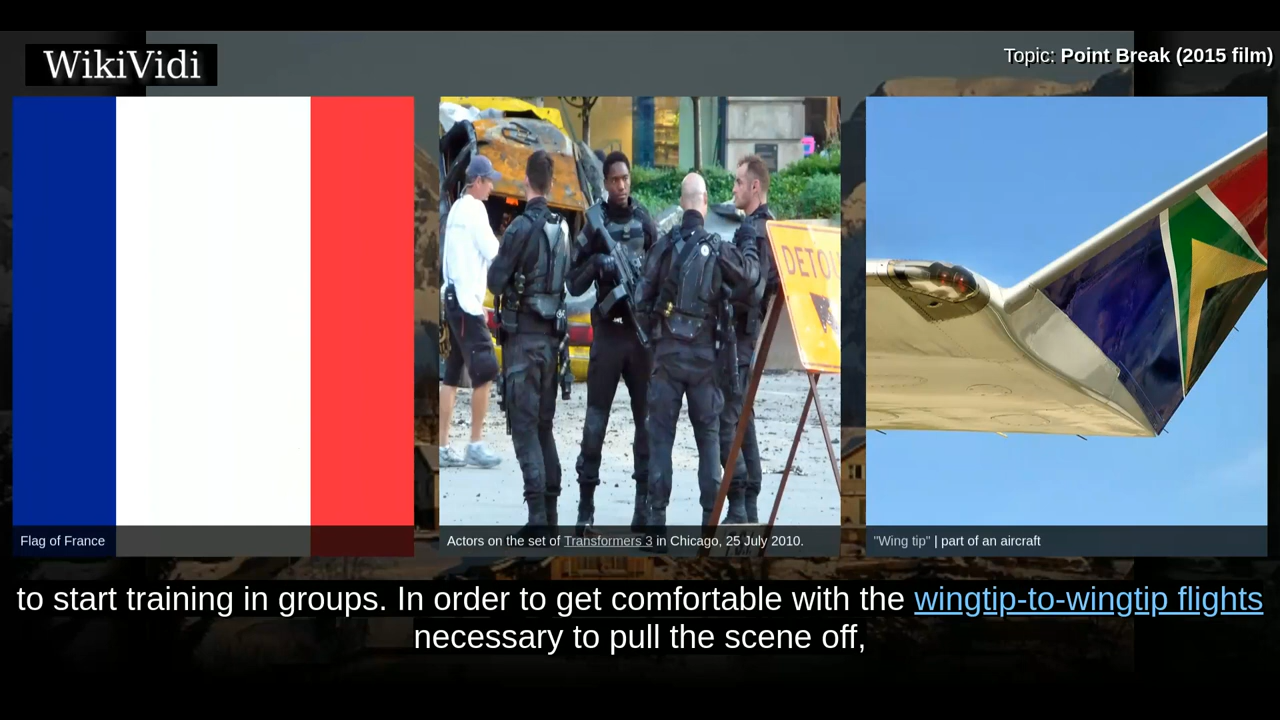 WikiVidi
Topic: Point Break (2015 film)
DETOU
Flag of France
Actors on the set of Transformers 3 in Chicago, 25 July 2010.
"Wing tip" | part of an aircraft
to start training in groups. In order to get comfortable with the wingtip-to-wingtip flights
necessary to pull the scene off,